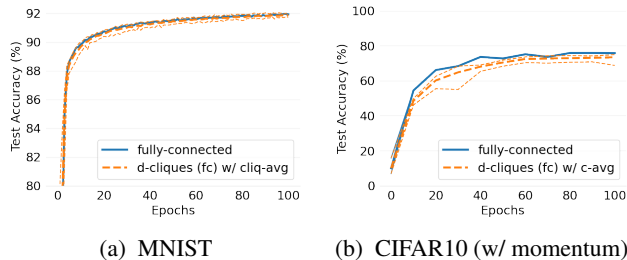 92
90
88
86
84
82
80
Test Accuracy (%)
fully-connected
d-cliques (fc) w/ cliq-avg
0 20 40 60 80 100
Epochs
(a) MNIST
100
80
60
40
20
0
Test Accuracy (%)
fully-connected
d-cliques (fc) w/ c-avg
0 20 40 60 80 100
Epochs
(b) CIFAR10 (w/ momentum)